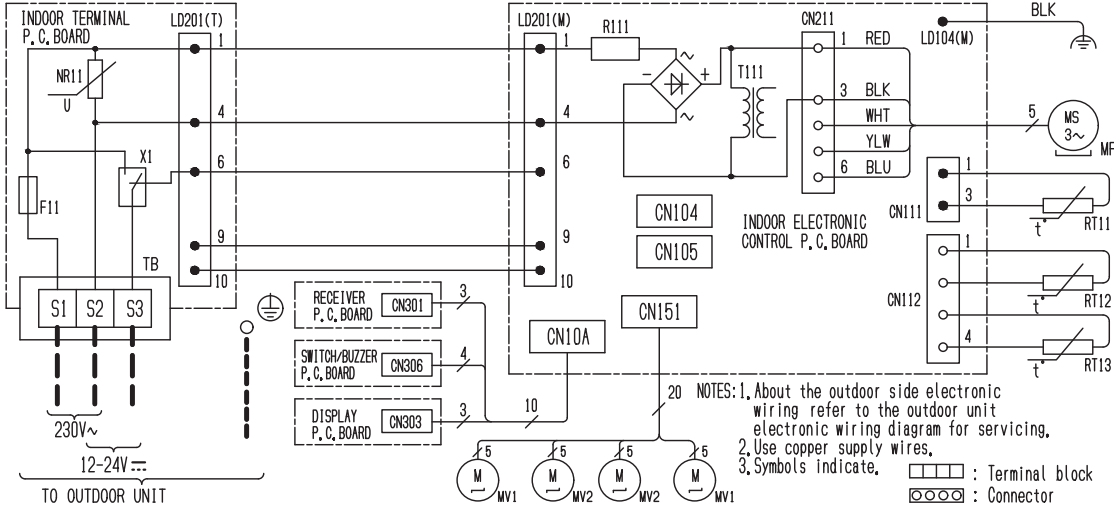 INDOOR TERMINAL
P.C.BOARD
LD201(T)
LD201(M)
R111
CN211
LD104(M)
BLK
1
1
1
RED
NR11
U
T111
− + ~ ~
3
BLK
WHT
YLW
6
BLU
5
MS
3~
MF
4
4
X1
6
6
F11
CN104
CN105
INDOOR ELECTRONIC
CONTROL P.C.BOARD
CN111
1
3
t°
RT11
9
9
10
10
TB
S1
S2
S3
CN112
1
t°
RT12
4
t°
RT13
RECEIVER
P.C.BOARD
CN301
3
SWITCH/BUZZER
P.C.BOARD
CN306
4
DISPLAY
P.C.BOARD
CN303
3
10
CN10A
CN151
20
230V~
12-24V⎓
TO OUTDOOR UNIT
5
M
MV1
5
M
MV2
5
M
MV2
5
M
MV1
NOTES:1.About the outdoor side electronic
wiring refer to the outdoor unit
electronic wiring diagram for servicing.
2.Use copper supply wires.
3.Symbols indicate.
: Terminal block
: Connector